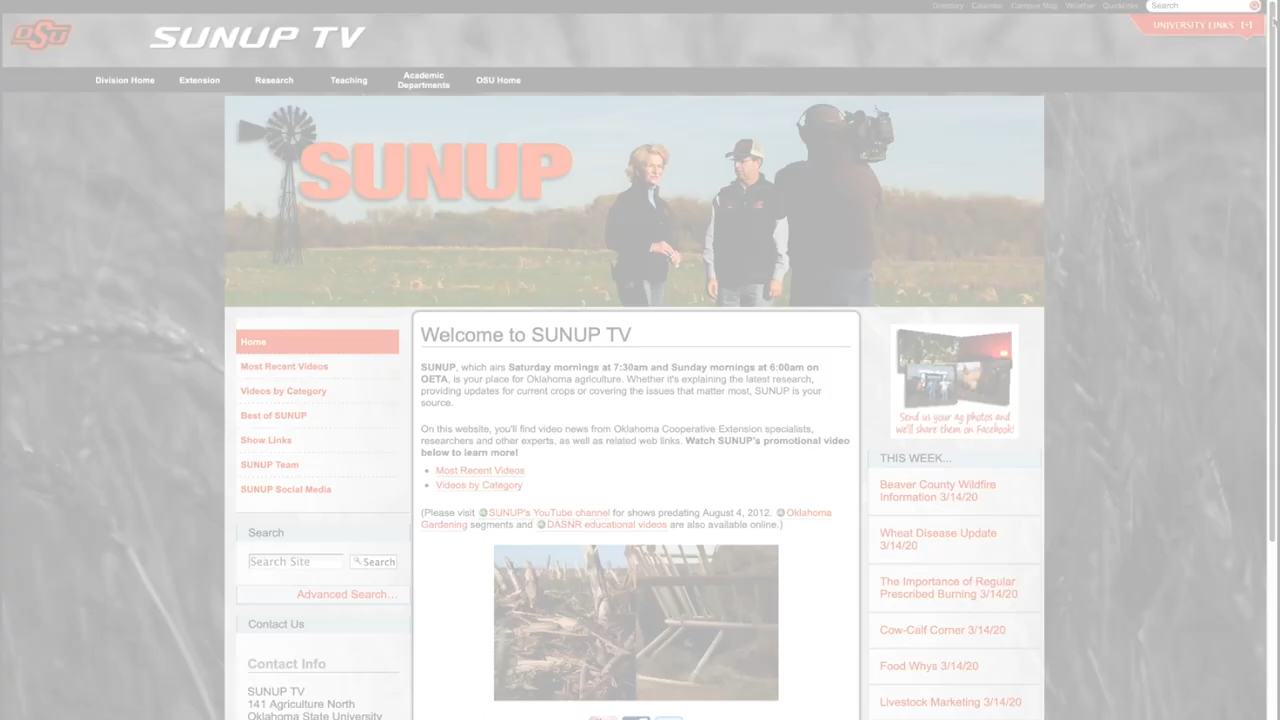 Directory Calendar Campus Map Weather Quicklinks Search
OSU SUNUP TV UNIVERSITY LINKS [+]
Division Home Extension Research Teaching Academic Departments OSU Home
SUNUP
Home
Most Recent Videos
Videos by Category
Best of SUNUP
Show Links
SUNUP Team
SUNUP Social Media
Search
Search Site Search
Advanced Search...
Contact Us
Contact Info
SUNUP TV
141 Agriculture North
Oklahoma State University
Welcome to SUNUP TV
SUNUP, which airs Saturday mornings at 7:30am and Sunday mornings at 6:00am on
OETA, is your place for Oklahoma agriculture. Whether it's explaining the latest research,
providing updates for current crops or covering the issues that matter most, SUNUP is your
source.
On this website, you'll find video news from Oklahoma Cooperative Extension specialists,
researchers and other experts, as well as related web links. Watch SUNUP's promotional video
below to learn more!
Most Recent Videos
Videos by Category
(Please visit SUNUP's YouTube channel for shows predating August 4, 2012. Oklahoma
Gardening segments and DASNR educational videos are also available online.)
Send us your ag photos and
we'll share them on Facebook!
THIS WEEK...
Beaver County Wildfire
Information 3/14/20
Wheat Disease Update
3/14/20
The Importance of Regular
Prescribed Burning 3/14/20
Cow-Calf Corner 3/14/20
Food Whys 3/14/20
Livestock Marketing 3/14/20